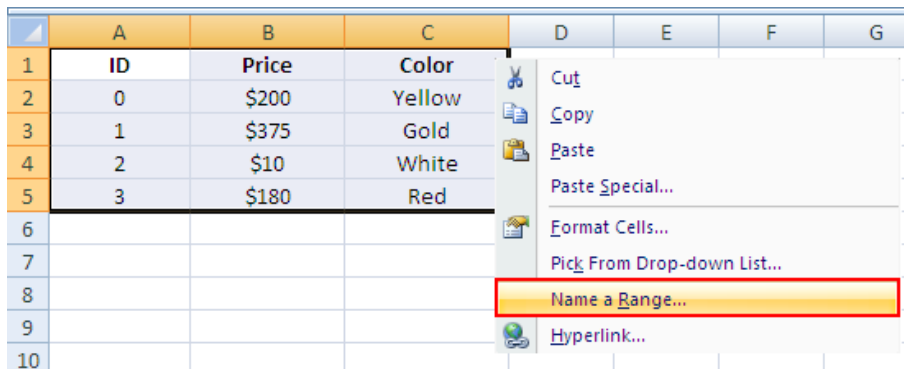 A B C D E F G
1 ID Price Color
2 0 $200 Yellow
3 1 $375 Gold
4 2 $10 White
5 3 $180 Red
6
7
8
9
10
Cut
Copy
Paste
Paste Special...
Format Cells...
Pick From Drop-down List...
Name a Range...
Hyperlink...